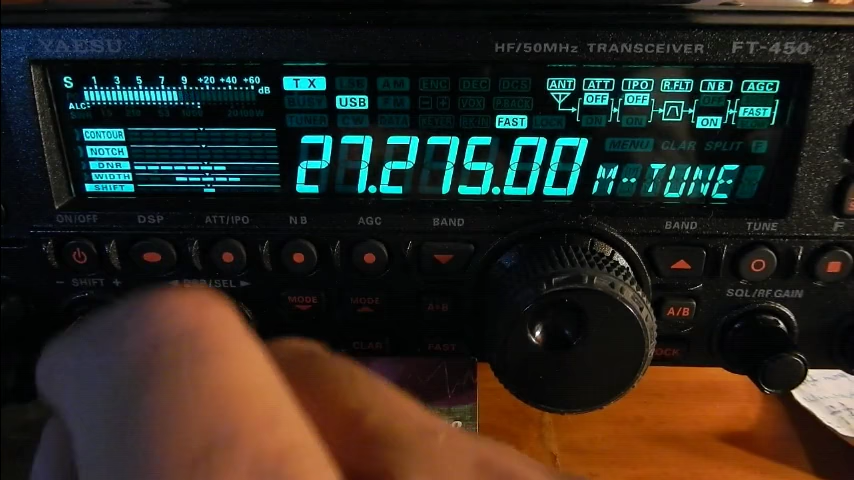 YAESU HF/50MHz TRANSCEIVER FT-450
S 1 3 5 7 9 +20 +40 +60 dB
ALC
TX LSB AM ENC DEC DCS ANT ATT IPO R.FLT NB AGC
BUSY USB FM VOX P.BACK OFF OFF OFF FAST
TUNER CW DATA KEYER FAST LOCK ON ON ON
CONTOUR MENU CLAR SPLIT F
NOTCH
DNR
WIDTH
SHIFT
27.275.00 M-TUNE
ON/OFF DSP ATT/IPO NB AGC BAND BAND TUNE F
- SHIFT + DSP/SEL
MODE MODE A▸B A/B SQL/RF GAIN
CLAR FAST LOCK